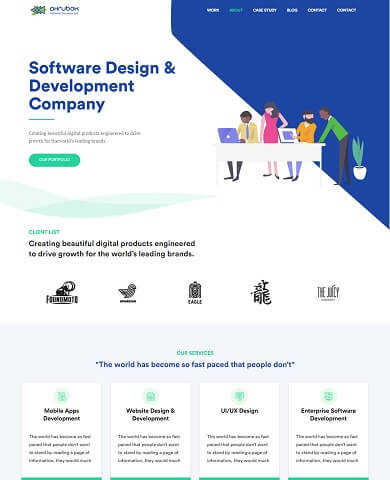 DHRUBOK
WORK ABOUT CASE STUDY BLOG CONTACT CONTACT
Software Design &
Development
Company
Creating beautiful digital products engineered to drive
growth for the world's leading brands.
OUR PORTFOLIO
CLIENT LIST
Creating beautiful digital products engineered
to drive growth for the world's leading brands.
FOUNDMOTO
EAGLE
THE JUICY
OUR SERVICES
"The world has become so fast paced that people don't"
Mobile Apps
Development
The world has become so fast
paced that people don't want
to stand by reading a page of
information, they would much
Website Design &
Development
The world has become so fast
paced that people don't want
to stand by reading a page of
information, they would much
UI/UX Design
The world has become so fast
paced that people don't want
to stand by reading a page of
information, they would much
Enterprise Software
Development
The world has become so fast
paced that people don't want
to stand by reading a page of
information, they would much